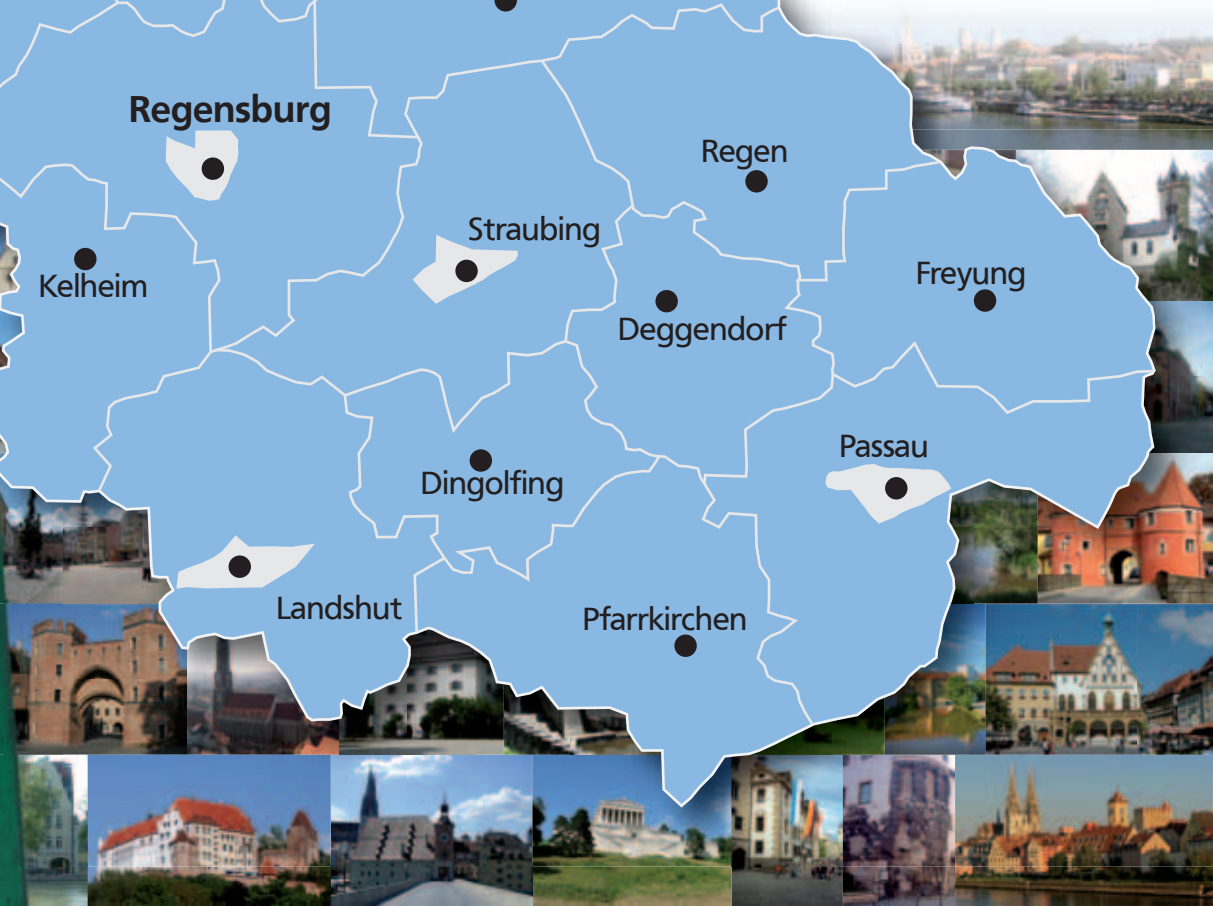 Regensburg
Regen
Straubing
Kelheim
Freyung
Deggendorf
Passau
Dingolfing
Landshut
Pfarrkirchen